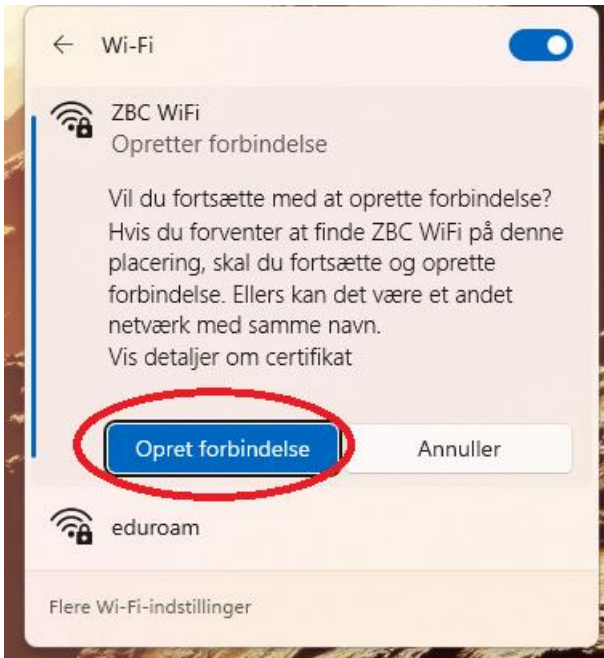 Wi-Fi
ZBC WiFi
Opretter forbindelse
Vil du fortsætte med at oprette forbindelse?
Hvis du forventer at finde ZBC WiFi på denne
placering, skal du fortsætte og oprette
forbindelse. Ellers kan det være et andet
netværk med samme navn.
Vis detaljer om certifikat
Opret forbindelse
Annuller
eduroam
Flere Wi-Fi-indstillinger